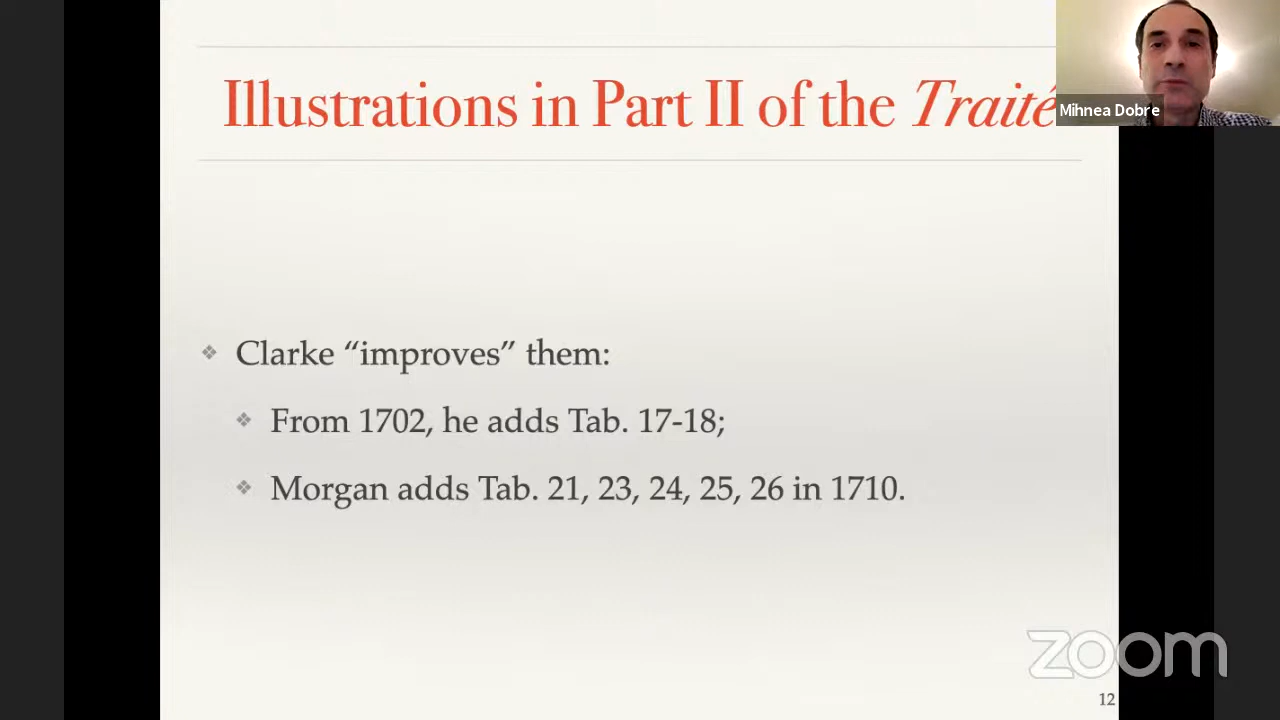 Illustrations in Part II of the Traité
Mihnea Dobre
Clarke “improves” them:
From 1702, he adds Tab. 17-18;
Morgan adds Tab. 21, 23, 24, 25, 26 in 1710.
zoom
12